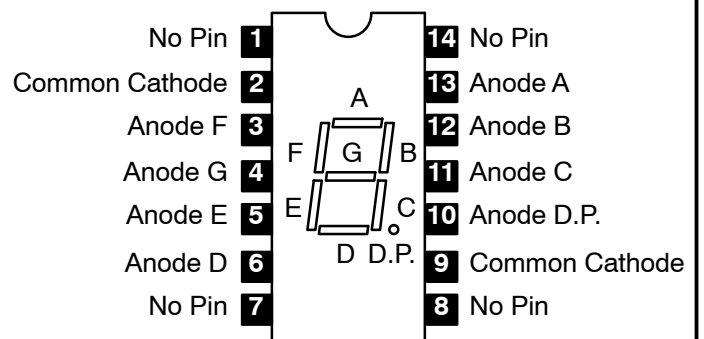 No Pin 1 14 No Pin
Common Cathode 2 13 Anode A
A
Anode F 3 12 Anode B
F G B
Anode G 4 11 Anode C
E C
Anode E 5 10 Anode D.P.
D D.P.
Anode D 6 9 Common Cathode
No Pin 7 8 No Pin